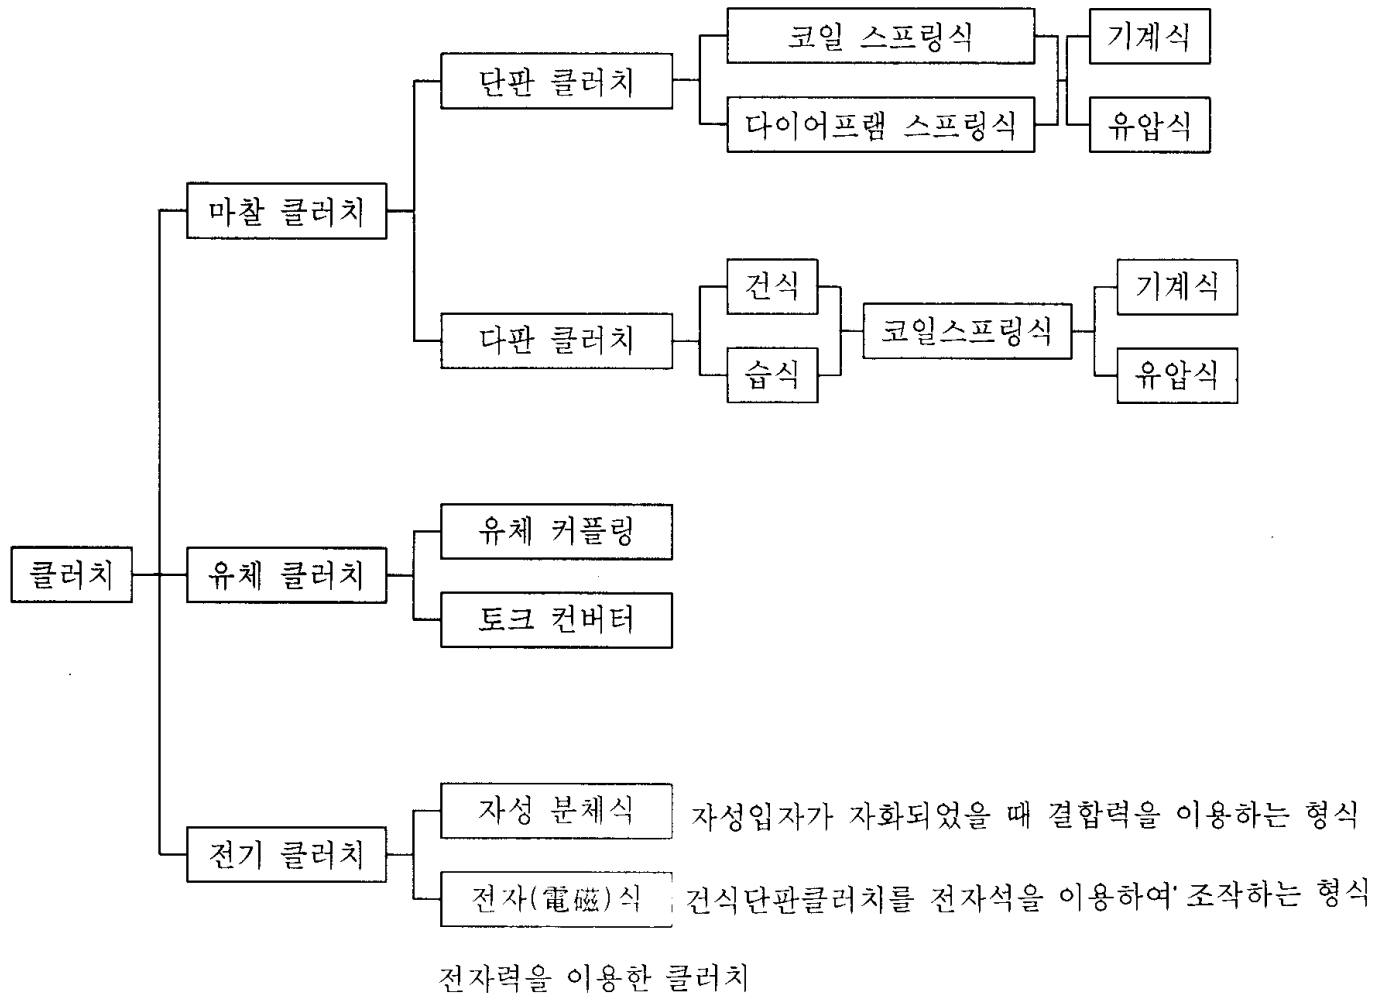 코일 스프링식
기계식
단판 클러치
다이어프램 스프링식
유압식
마찰 클러치
건식
기계식
다판 클러치
코일스프링식
습식
유압식
유체 커플링
클러치
유체 클러치
토크 컨버터
자성 분체식 자성입자가 자화되었을 때 결합력을 이용하는 형식
전기 클러치
전자(電磁)식 건식단판클러치를 전자석을 이용하여 조작하는 형식
전자력을 이용한 클러치